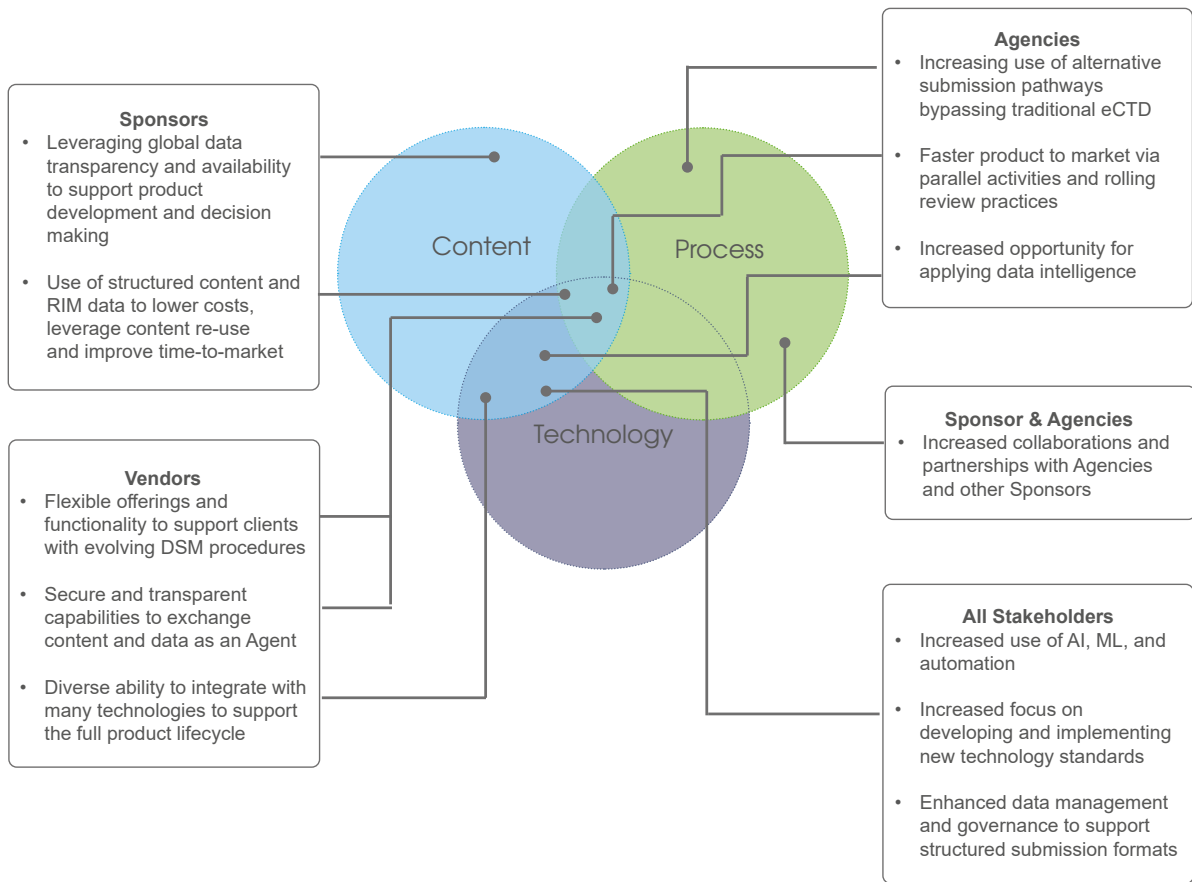 Sponsors
• Leveraging global data
transparency and availability
to support product
development and decision
making
• Use of structured content and
RIM data to lower costs,
leverage content re-use
and improve time-to-market
Vendors
• Flexible offerings and
functionality to support clients
with evolving DSM procedures
• Secure and transparent
capabilities to exchange
content and data as an Agent
• Diverse ability to integrate with
many technologies to support
the full product lifecycle
Content
Process
Technology
Agencies
• Increasing use of alternative
submission pathways
bypassing traditional eCTD
• Faster product to market via
parallel activities and rolling
review practices
• Increased opportunity for
applying data intelligence
Sponsor & Agencies
• Increased collaborations and
partnerships with Agencies
and other Sponsors
All Stakeholders
• Increased use of AI, ML, and
automation
• Increased focus on
developing and implementing
new technology standards
• Enhanced data management
and governance to support
structured submission formats